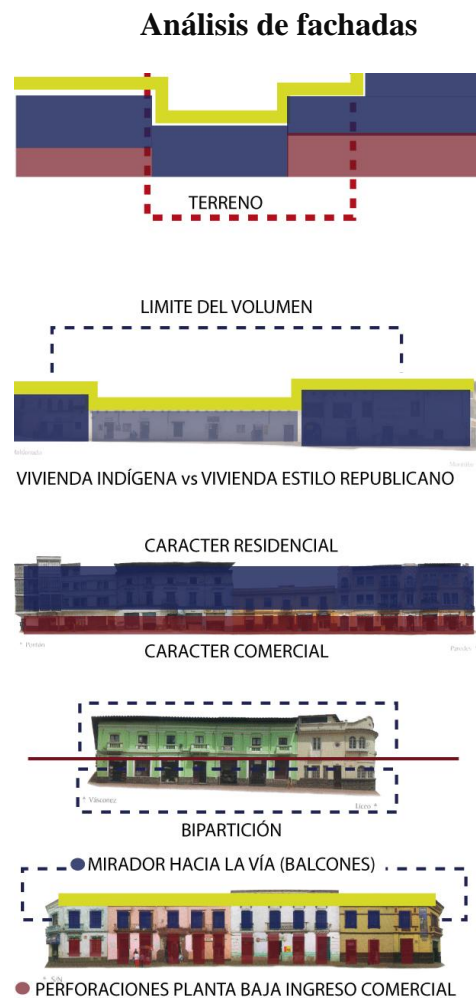 Análisis de fachadas
TERRENO
LIMITE DEL VOLUMEN
VIVIENDA INDÍGENA vs VIVIENDA ESTILO REPUBLICANO
CARACTER RESIDENCIAL
CARACTER COMERCIAL
BIPARTICIÓN
MIRADOR HACIA LA VÍA (BALCONES)
PERFORACIONES PLANTA BAJA INGRESO COMERCIAL